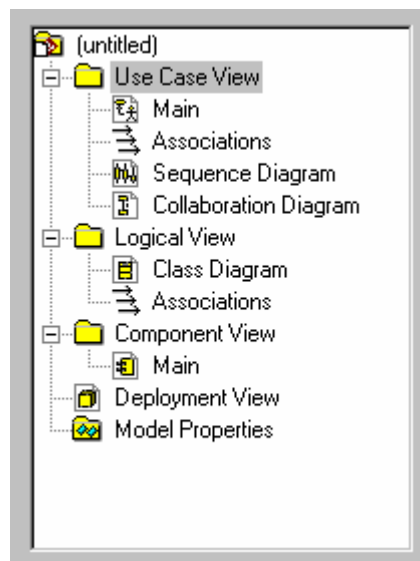 (untitled)
Use Case View
Main
Associations
Sequence Diagram
Collaboration Diagram
Logical View
Class Diagram
Associations
Component View
Main
Deployment View
Model Properties